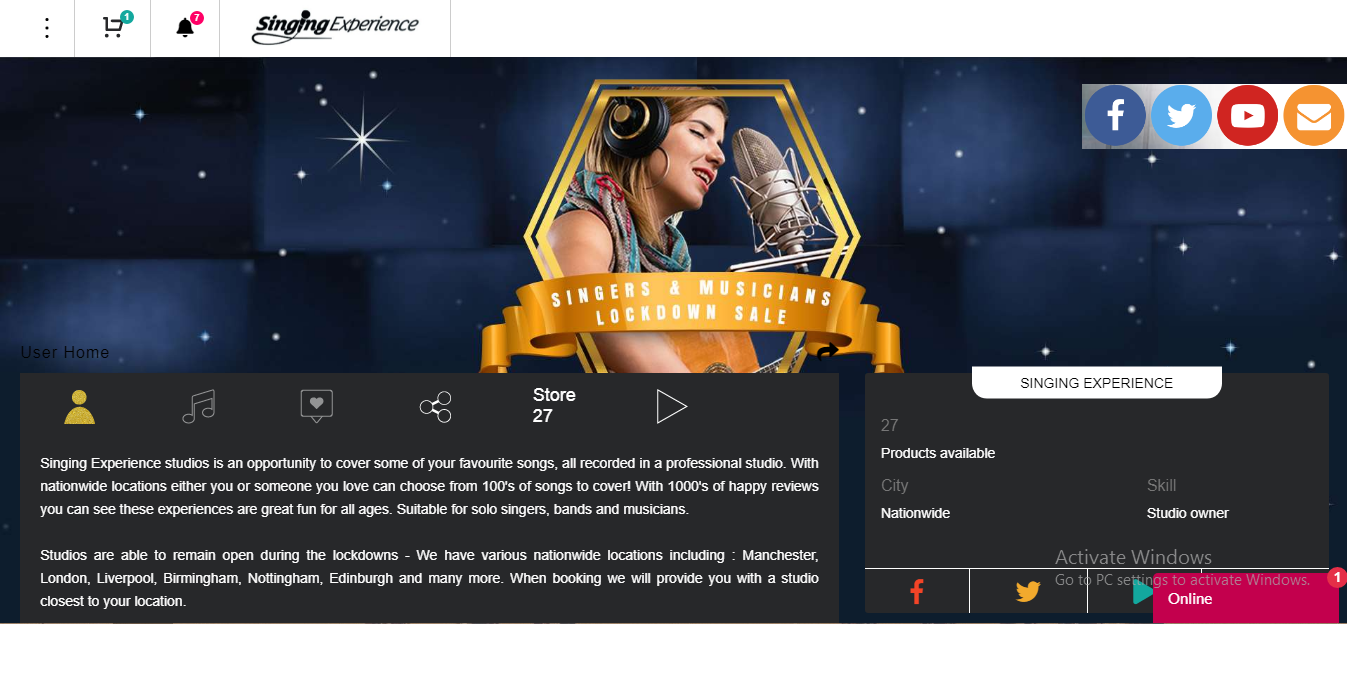 1
7
Singing Experience
SINGERS & MUSICIANS
LOCKDOWN SALE
User Home
Store
27
Singing Experience studios is an opportunity to cover some of your favourite songs, all recorded in a professional studio. With
nationwide locations either you or someone you love can choose from 100's of songs to cover! With 1000's of happy reviews
you can see these experiences are great fun for all ages. Suitable for solo singers, bands and musicians.
Studios are able to remain open during the lockdowns - We have various nationwide locations including : Manchester,
London, Liverpool, Birmingham, Nottingham, Edinburgh and many more. When booking we will provide you with a studio
closest to your location.
SINGING EXPERIENCE
27
Products available
City
Skill
Nationwide
Studio owner
Activate Windows
Go to PC settings to activate Windows.
1
Online